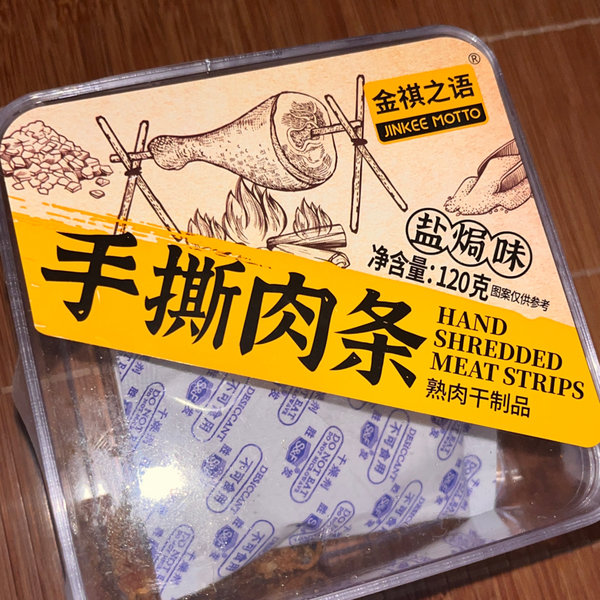 ®
金祺之语
JINKEE MOTTO
盐焗味
净含量:120克
图案仅供参考
手撕肉条
HAND
SHREDDED
MEAT STRIPS
熟肉干制品
DO NOT EAT
干燥剂
DESICCANT
不可食用